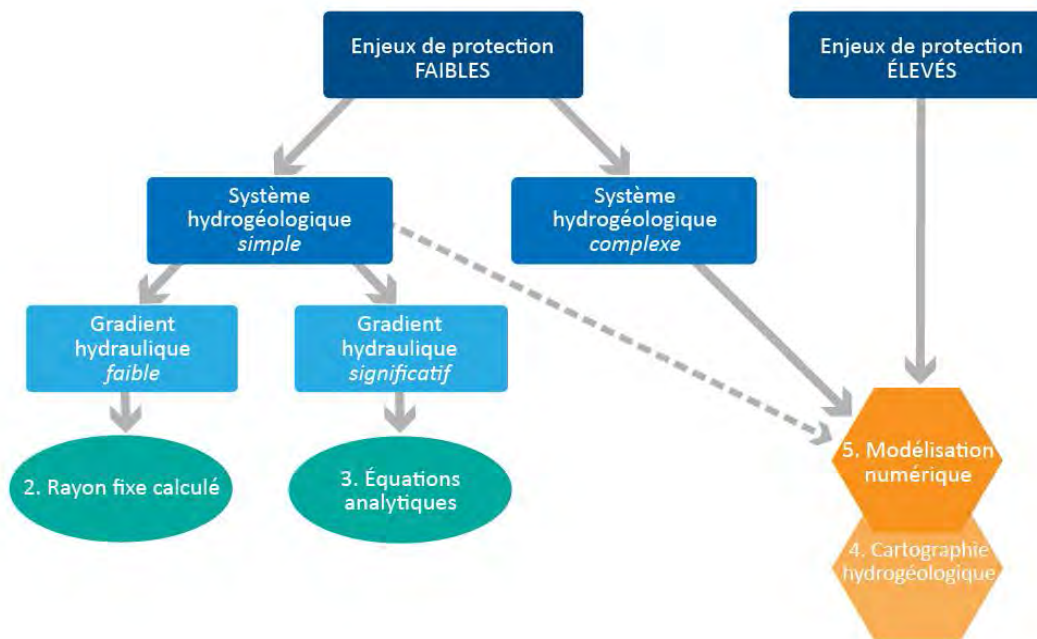 Enjeux de protection
FAIBLES
Enjeux de protection
ÉLEVÉS
Système
hydrogéologique
simple
Système
hydrogéologique
complexe
Gradient
hydraulique
faible
Gradient
hydraulique
significatif
2. Rayon fixe calculé
3. Équations
analytiques
5. Modélisation
numérique
4. Cartographie
hydrogéologique